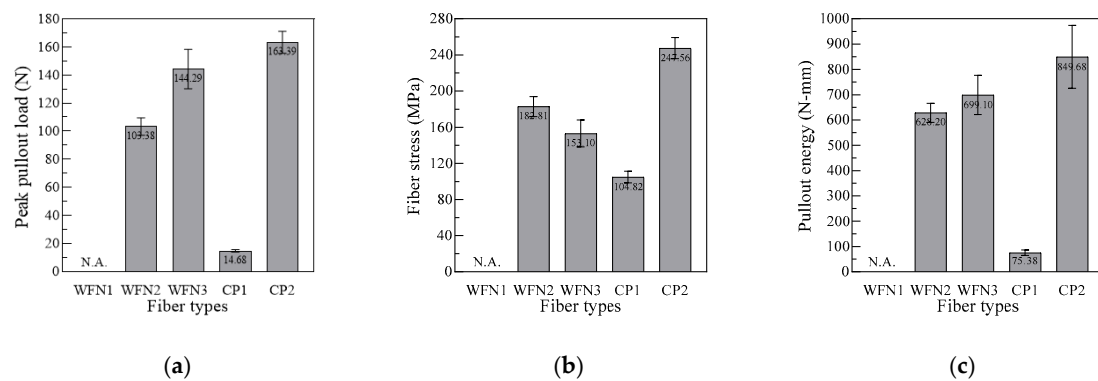 Peak pullout load (N)
180
160
140
120
100
80
60
40
20
0
N.A.
103.38
144.29
14.68
163.39
WFN1 WFN2 WFN3 CP1 CP2
Fiber types
(a)
Fiber stress (MPa)
280
240
200
160
120
80
40
0
N.A.
182.81
153.10
104.82
247.56
WFN1 WFN2 WFN3 CP1 CP2
Fiber types
(b)
Pullout energy (N-mm)
1000
900
800
700
600
500
400
300
200
100
0
N.A.
628.20
699.10
75.38
849.68
WFN1 WFN2 WFN3 CP1 CP2
Fiber types
(c)